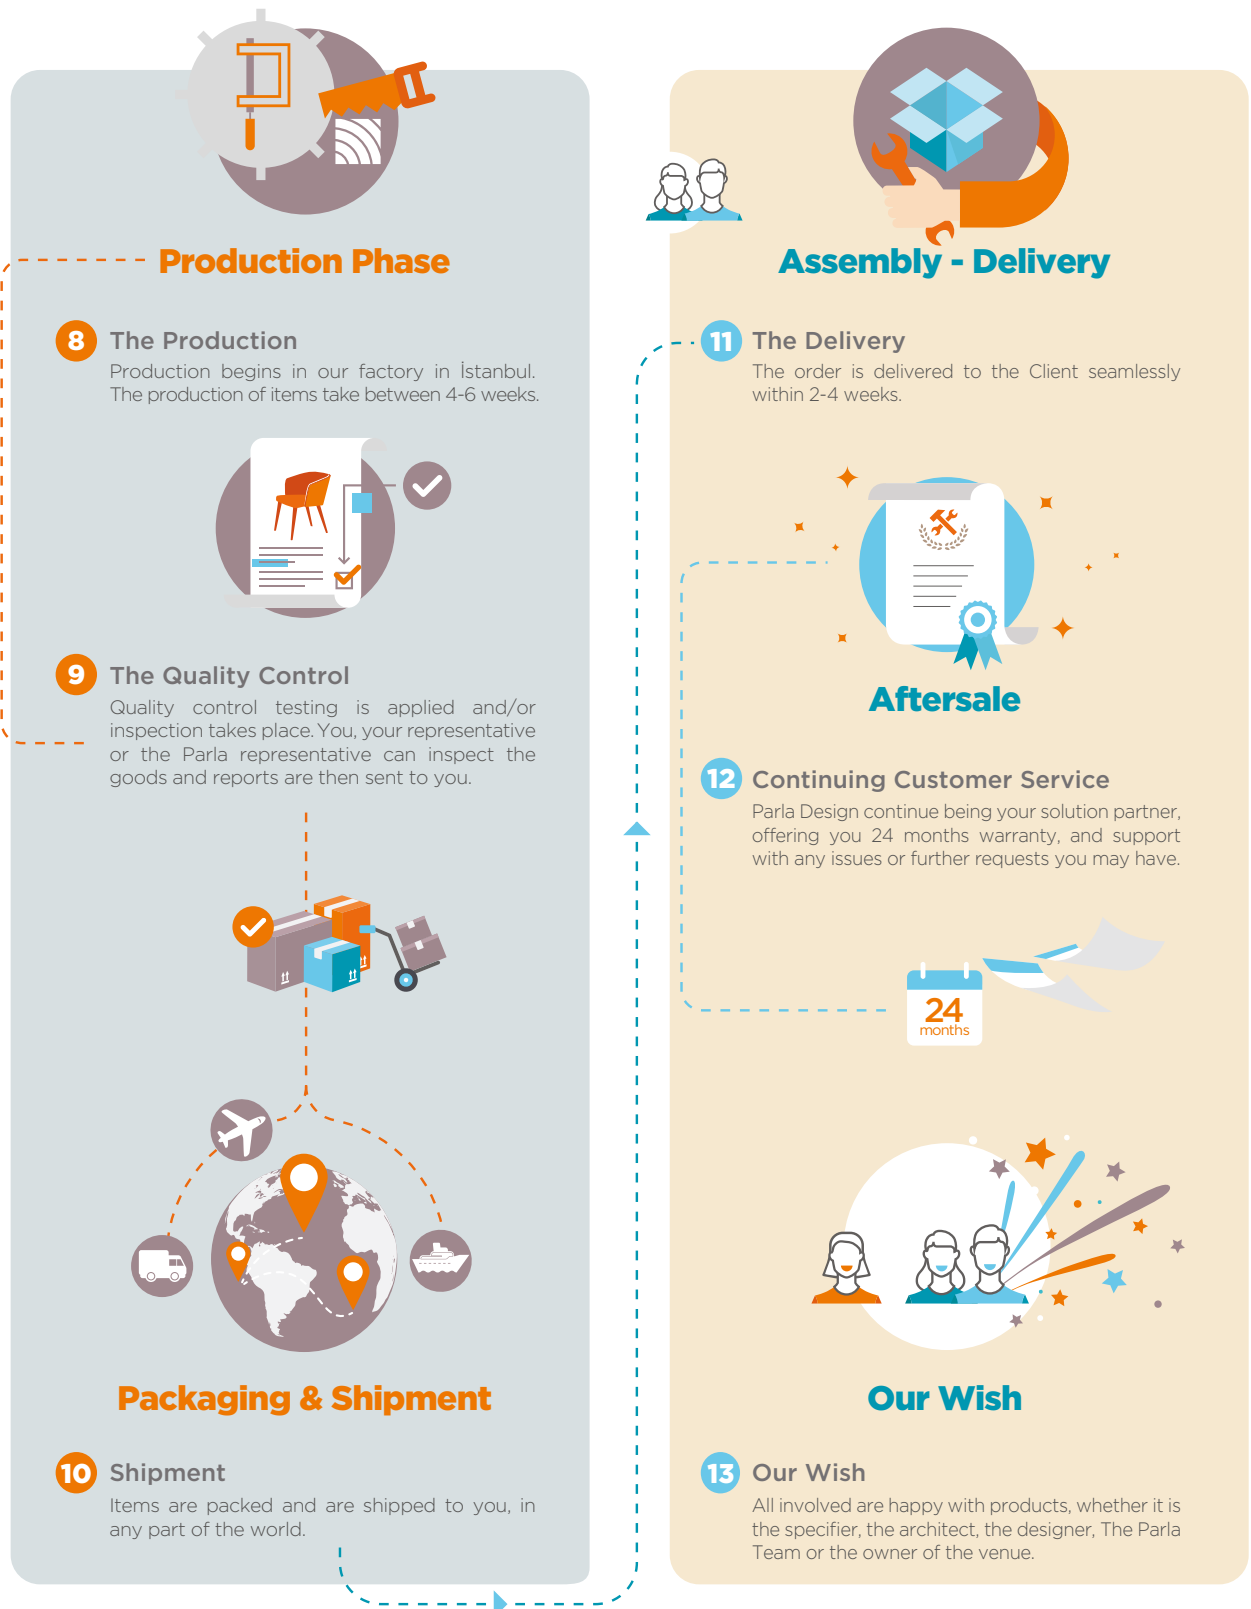 Production Phase
8 The Production
Production begins in our factory in İstanbul.
The production of items take between 4-6 weeks.
9 The Quality Control
Quality control testing is applied and/or
inspection takes place. You, your representative
or the Parla representative can inspect the
goods and reports are then sent to you.
Packaging & Shipment
10 Shipment
Items are packed and are shipped to you, in
any part of the world.
Assembly - Delivery
11 The Delivery
The order is delivered to the Client seamlessly
within 2-4 weeks.
Aftersale
12 Continuing Customer Service
Parla Design continue being your solution partner,
offering you 24 months warranty, and support
with any issues or further requests you may have.
24
months
Our Wish
13 Our Wish
All involved are happy with products, whether it is
the specifier, the architect, the designer, The Parla
Team or the owner of the venue.